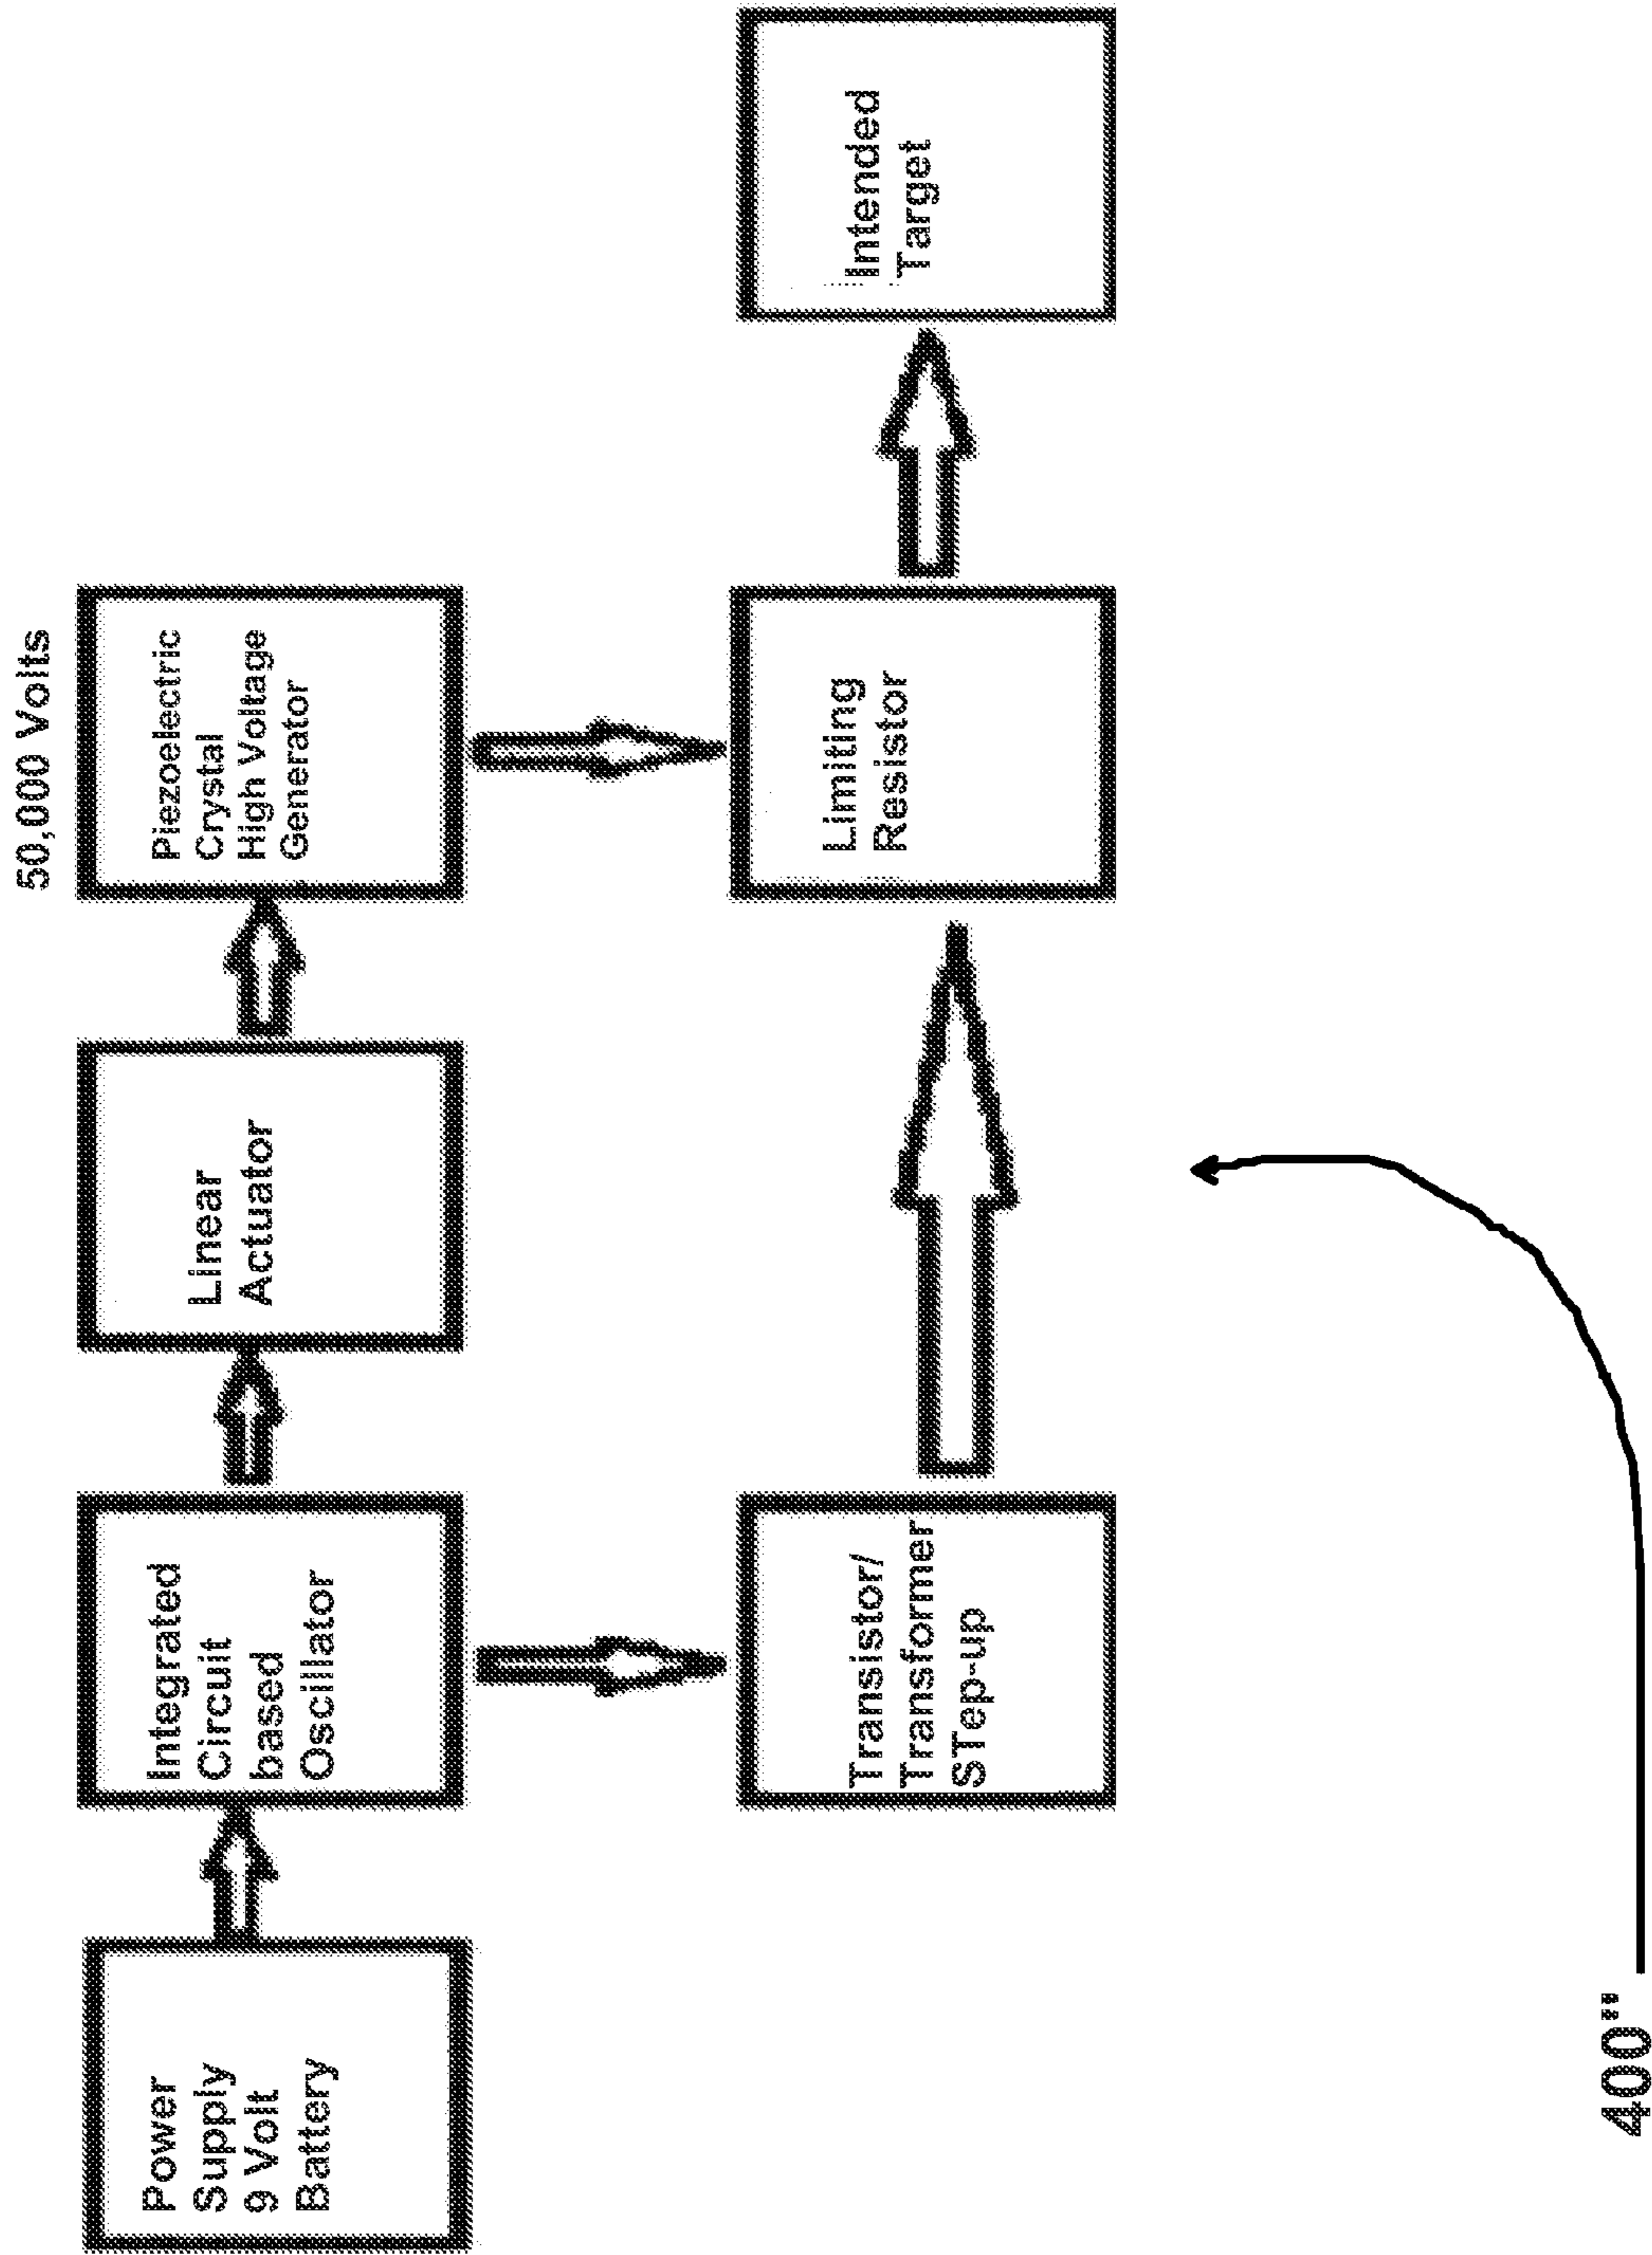 50,000 Volts
Power
Supply
9 Volt
Battery
Integrated
Circuit
based
Oscillator
Linear
Actuator
Piezoelectric
Crystal
High Voltage
Generator
Transistor/
Transformer
STep-up
Limiting
Resistor
Intended
Target
400"